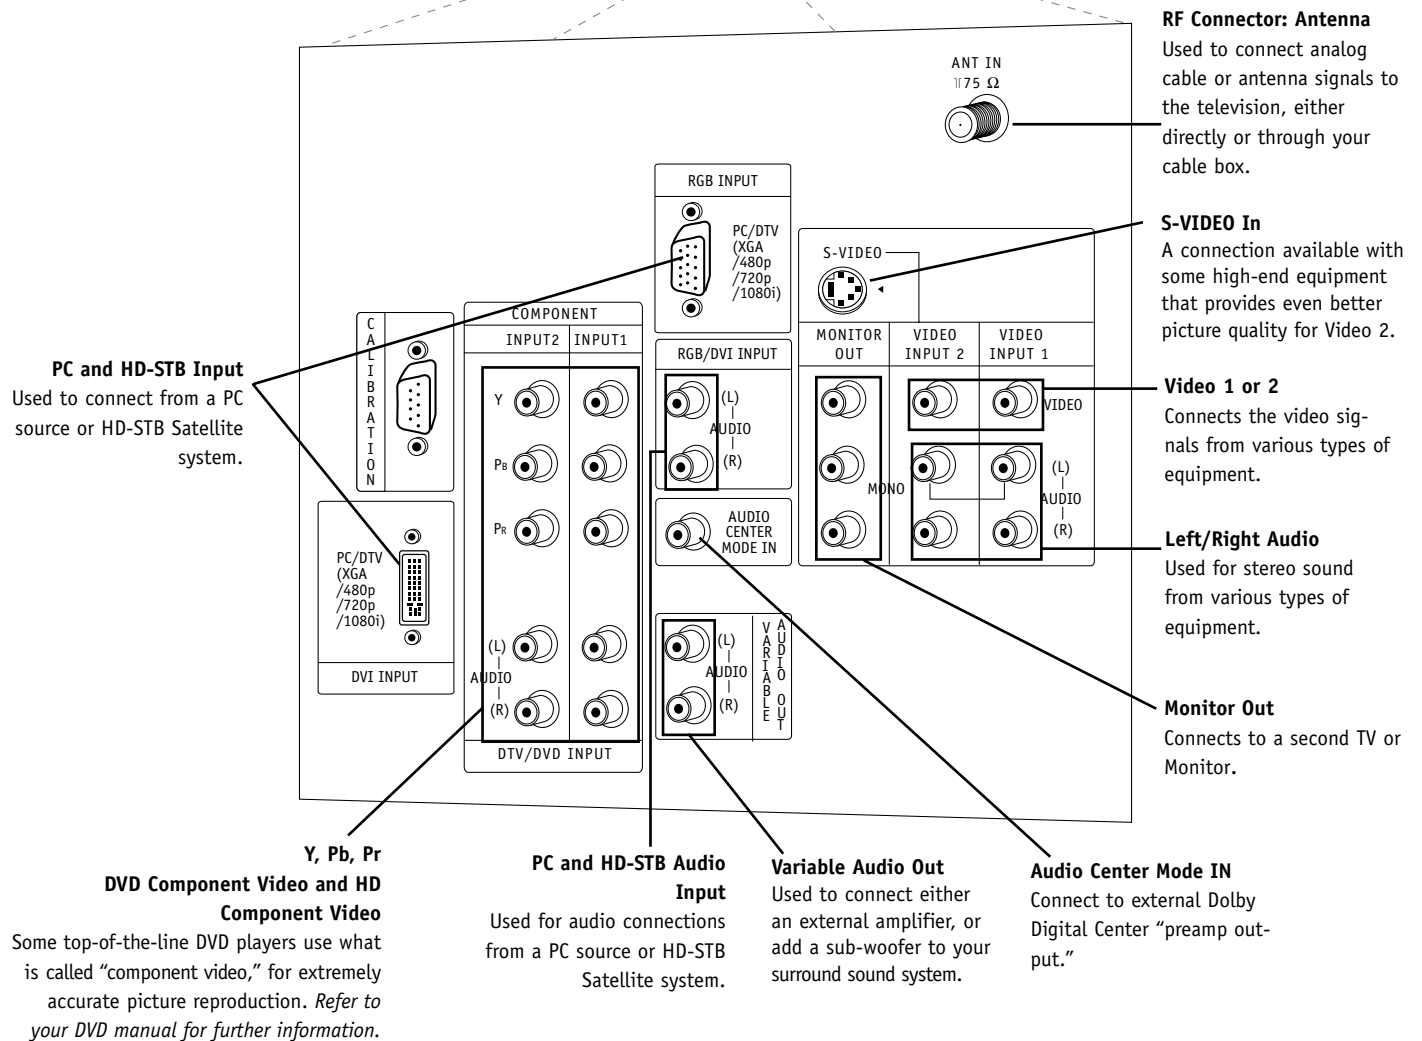 RF Connector: Antenna
Used to connect analog
cable or antenna signals to
the television, either
directly or through your
cable box.
ANT IN
75 Ω
RGB INPUT
PC/DTV
(XGA
/480p
/720p
/1080i)
S-VIDEO
S-VIDEO In
A connection available with
some high-end equipment
that provides even better
picture quality for Video 2.
CALIBRATION
COMPONENT
INPUT2 INPUT1
RGB/DVI INPUT
MONITOR
OUT
VIDEO
INPUT 2
VIDEO
INPUT 1
PC and HD-STB Input
Used to connect from a PC
source or HD-STB Satellite
system.
Y
PB
PR
(L)
AUDIO
(R)
VIDEO
MONO
(L)
AUDIO
(R)
Video 1 or 2
Connects the video sig-
nals from various types of
equipment.
AUDIO
CENTER
MODE IN
Left/Right Audio
Used for stereo sound
from various types of
equipment.
PC/DTV
(XGA
/480p
/720p
/1080i)
DVI INPUT
(L)
AUDIO
(R)
DTV/DVD INPUT
(L)
AUDIO
(R)
VARIABLE
AUDIO OUT
Monitor Out
Connects to a second TV or
Monitor.
Y, Pb, Pr
DVD Component Video and HD
Component Video
Some top-of-the-line DVD players use what
is called “component video,” for extremely
accurate picture reproduction. Refer to
your DVD manual for further information.
PC and HD-STB Audio
Input
Used for audio connections
from a PC source or HD-STB
Satellite system.
Variable Audio Out
Used to connect either
an external amplifier, or
add a sub-woofer to your
surround sound system.
Audio Center Mode IN
Connect to external Dolby
Digital Center “preamp out-
put.”